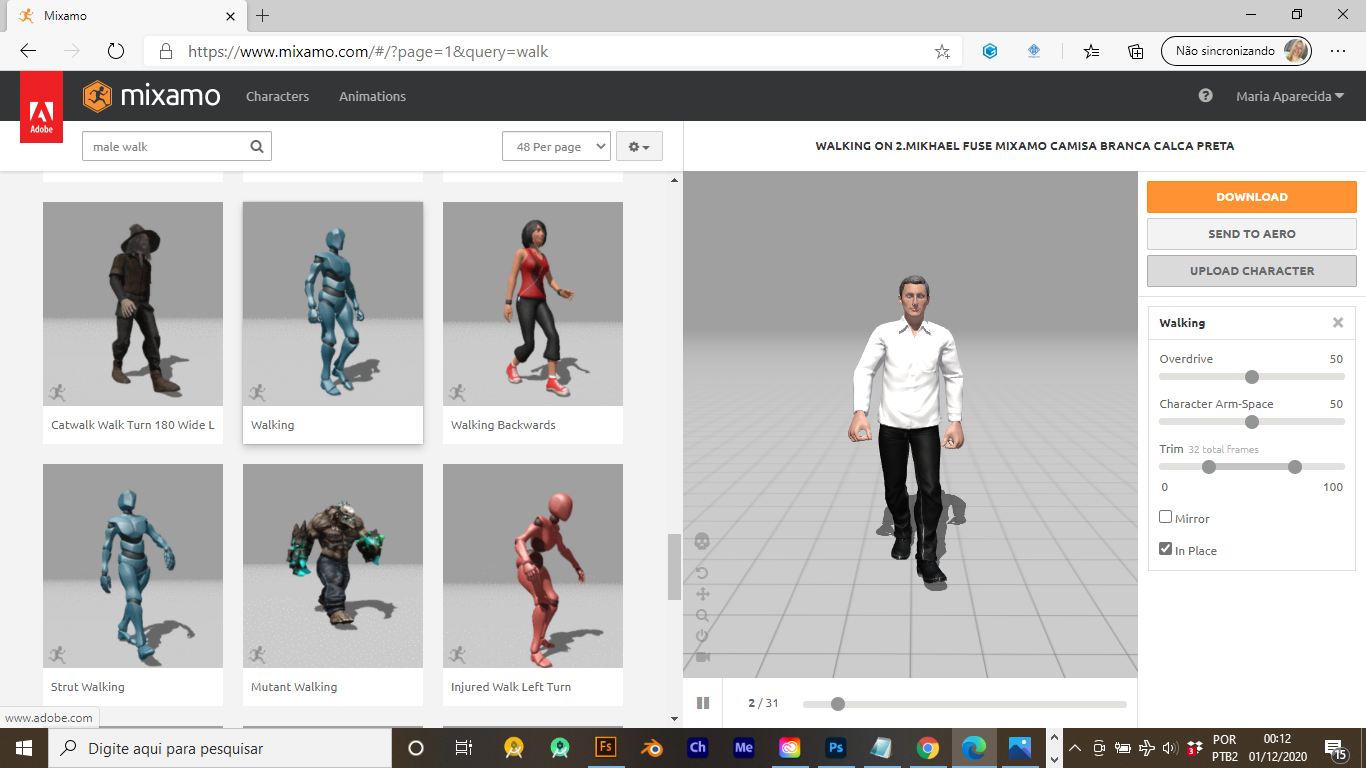 Mixamo
https://www.mixamo.com/#/?page=1&query=walk
Não sincronizando
Adobe
mixamo
Characters
Animations
Maria Aparecida
male walk
48 Per page
WALKING ON 2.MIKHAEL FUSE MIXAMO CAMISA BRANCA CALCA PRETA
Catwalk Walk Turn 180 Wide L
Walking
Walking Backwards
Strut Walking
Mutant Walking
Injured Walk Left Turn
www.adobe.com
2 / 31
DOWNLOAD
SEND TO AERO
UPLOAD CHARACTER
Walking
Overdrive 50
Character Arm-Space 50
Trim 32 total frames
0 100
Mirror
In Place
Digite aqui para pesquisar
Fs
Ch
Me
Ps
3
POR
PTB2
00:12
01/12/2020
15